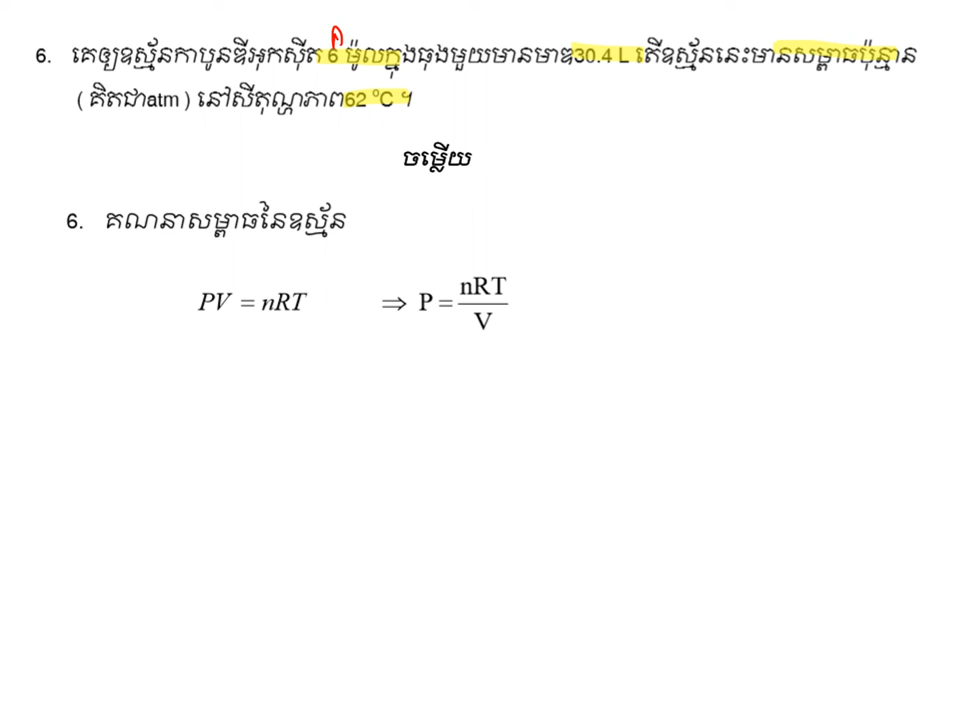 6. គេឲ្យឧស្ម័នកាបូនឌីអុកស៊ីត 6 ម៉ូលក្នុងធុងមួយមានមាឌ30.4 L តើឧស្ម័ននេះមានសម្ពាធប៉ុន្មាន
( គិតជាatm ) នៅសីតុណ្ហភាព62 °C ។
ចម្លើយ
6. គណនាសម្ពាធនៃឧស្ម័ន
PV = nRT ⇒ P = nRT / V